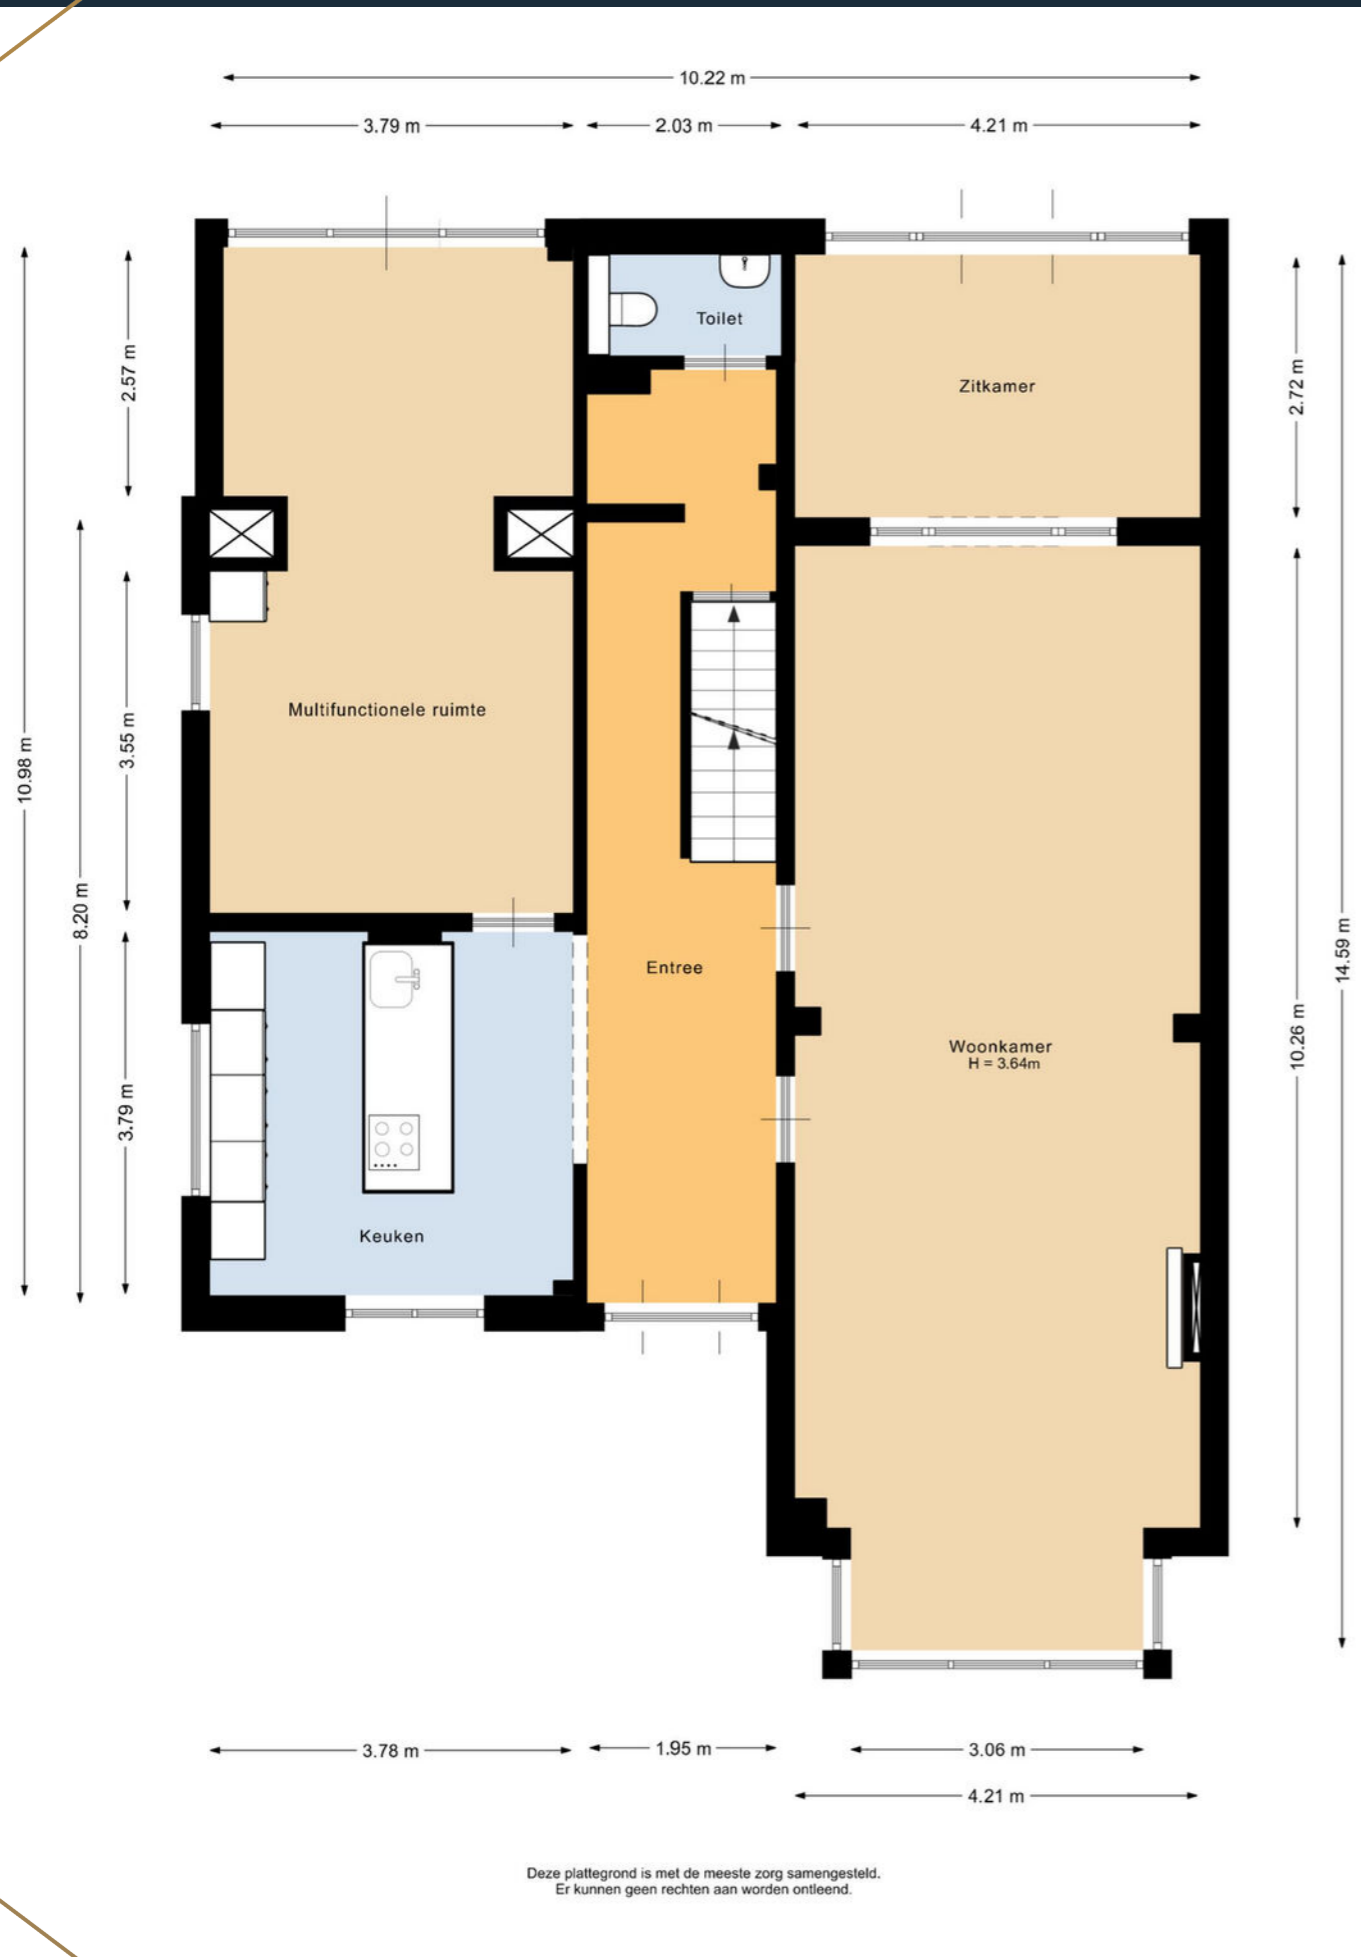 10.22 m
3.79 m
2.03 m
4.21 m
Toilet
Zitkamer
2.57 m
2.72 m
Multifunctionele ruimte
3.55 m
10.98 m
8.20 m
14.59 m
Entree
Woonkamer
H = 3.64m
10.26 m
3.79 m
Keuken
3.78 m
1.95 m
3.06 m
4.21 m
Deze plattegrond is met de meeste zorg samengesteld.
Er kunnen geen rechten aan worden ontleend.